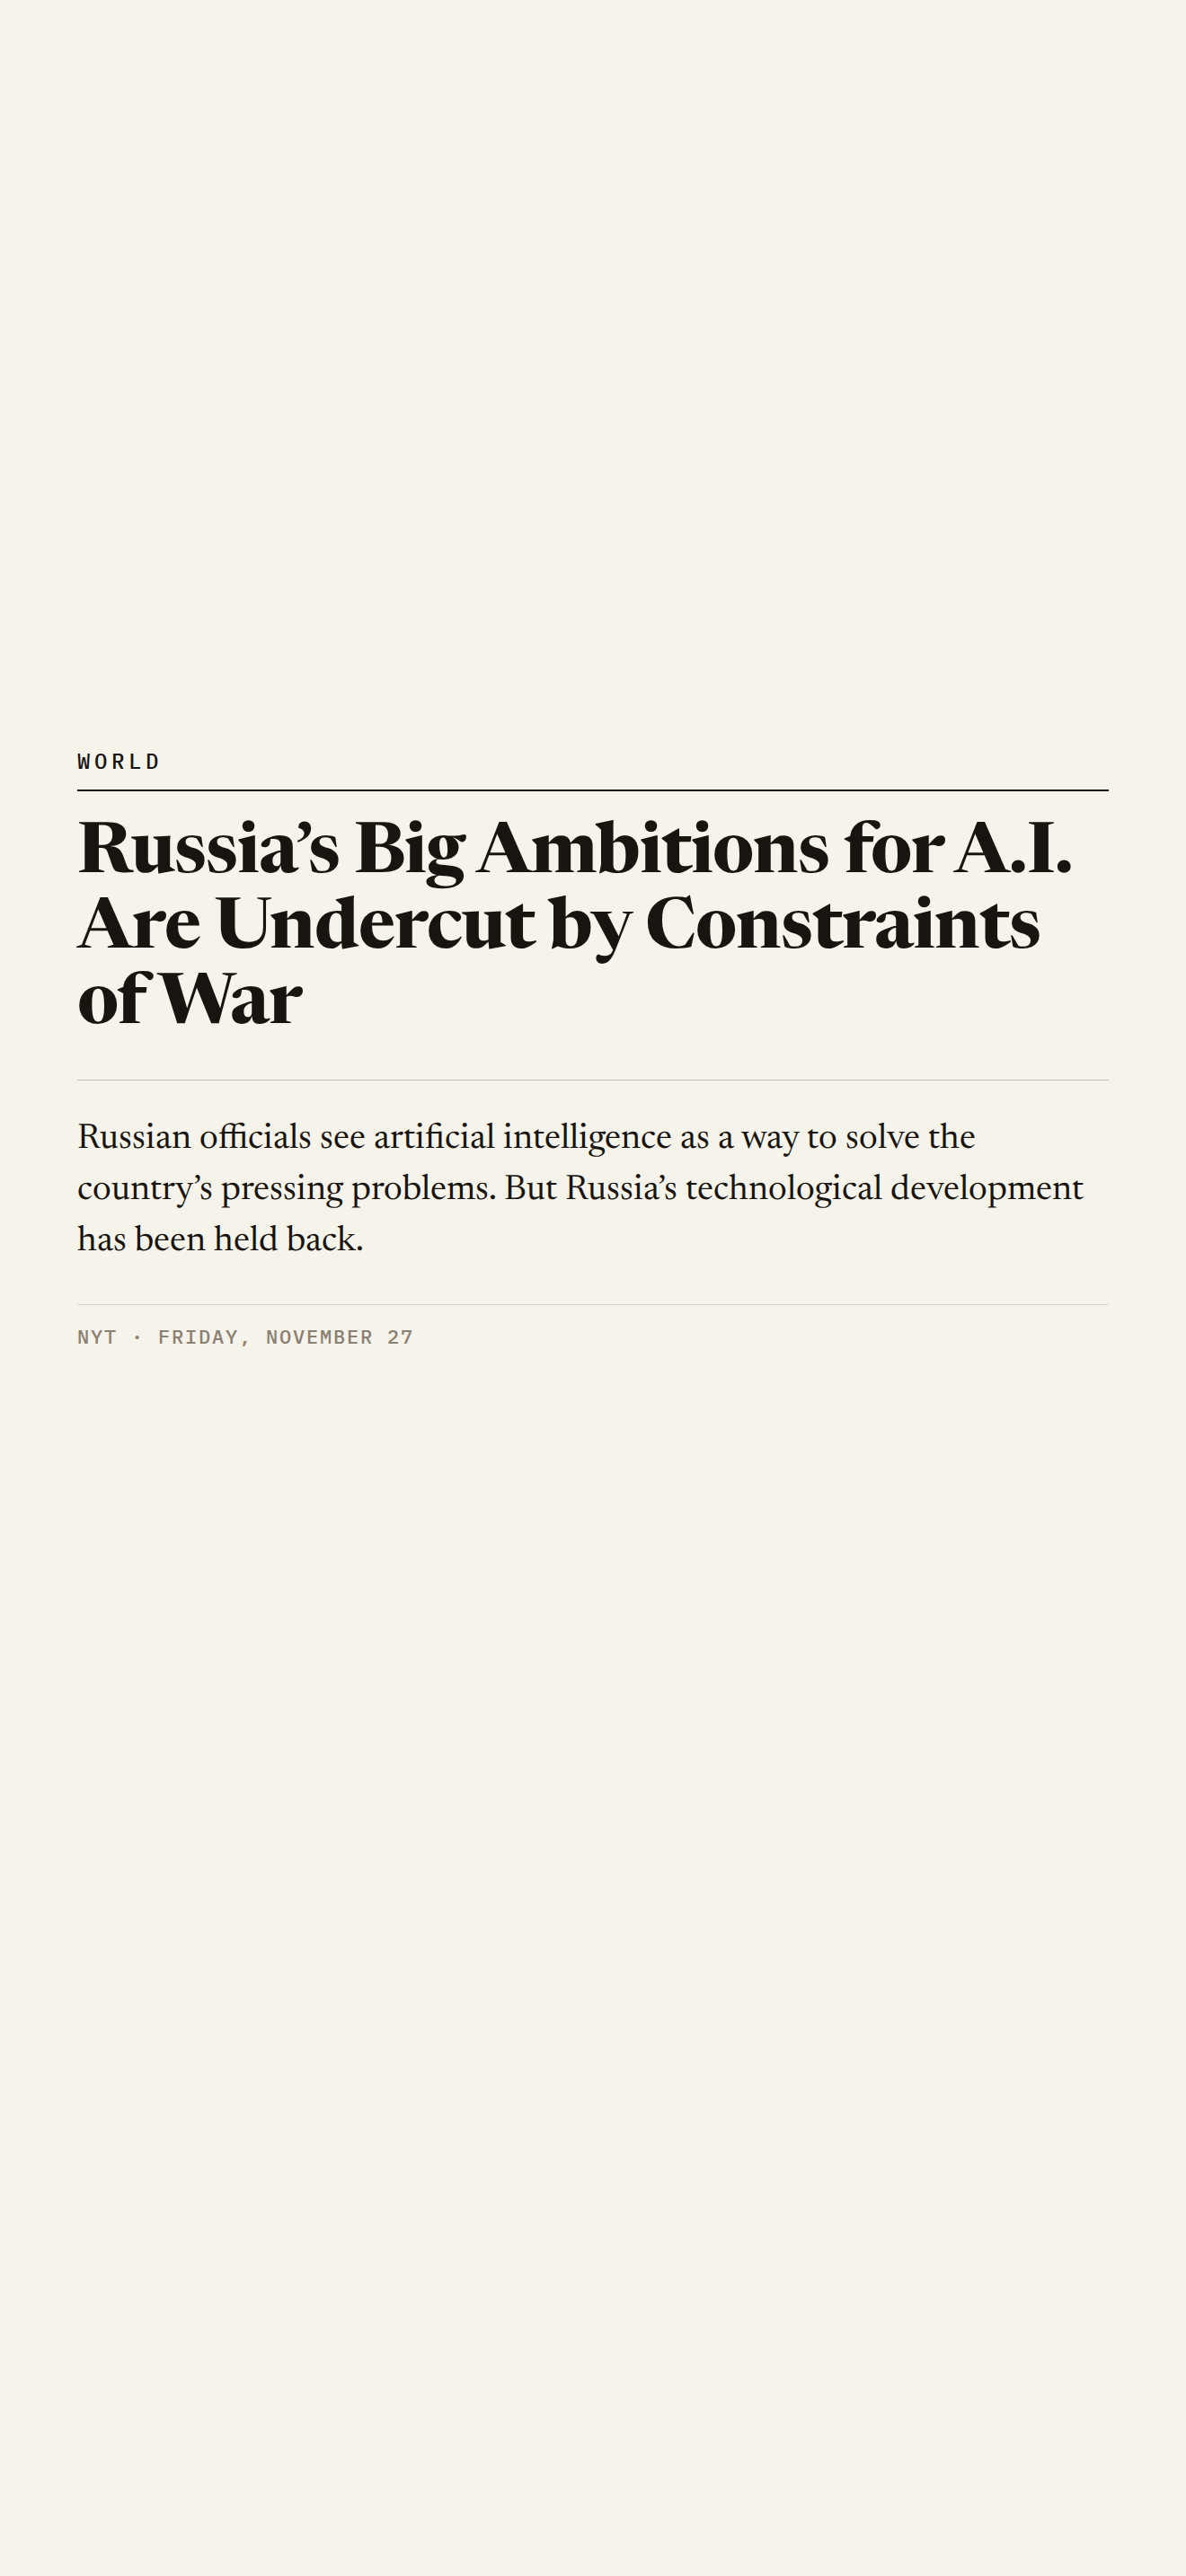 WORLD
Russia’s Big Ambitions for A.I.
Are Undercut by Constraints
of War
Russian officials see artificial intelligence as a way to solve the
country’s pressing problems. But Russia’s technological development
has been held back.
NYT · FRIDAY, NOVEMBER 27